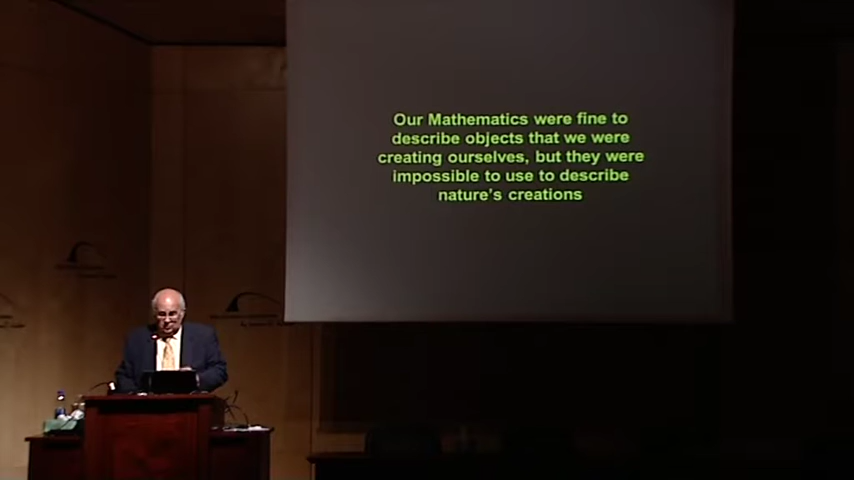 Our Mathematics were fine to
describe objects that we were
creating ourselves, but they were
impossible to use to describe
nature's creations